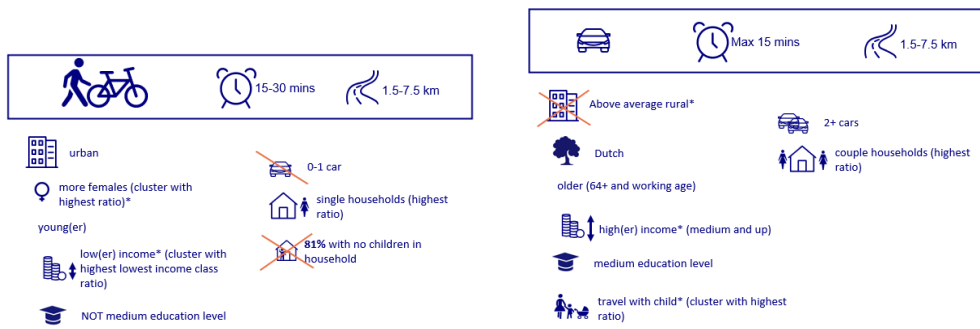 15-30 mins
1.5-7.5 km
urban
more females (cluster with
highest ratio)*
young(er)
low(er) income* (cluster with
highest lowest income class
ratio)
NOT medium education level
0-1 car
single households (highest
ratio)
81% with no children in
household
Max 15 mins
1.5-7.5 km
Above average rural*
Dutch
older (64+ and working age)
high(er) income* (medium and up)
medium education level
travel with child* (cluster with highest
ratio)
2+ cars
couple households (highest
ratio)